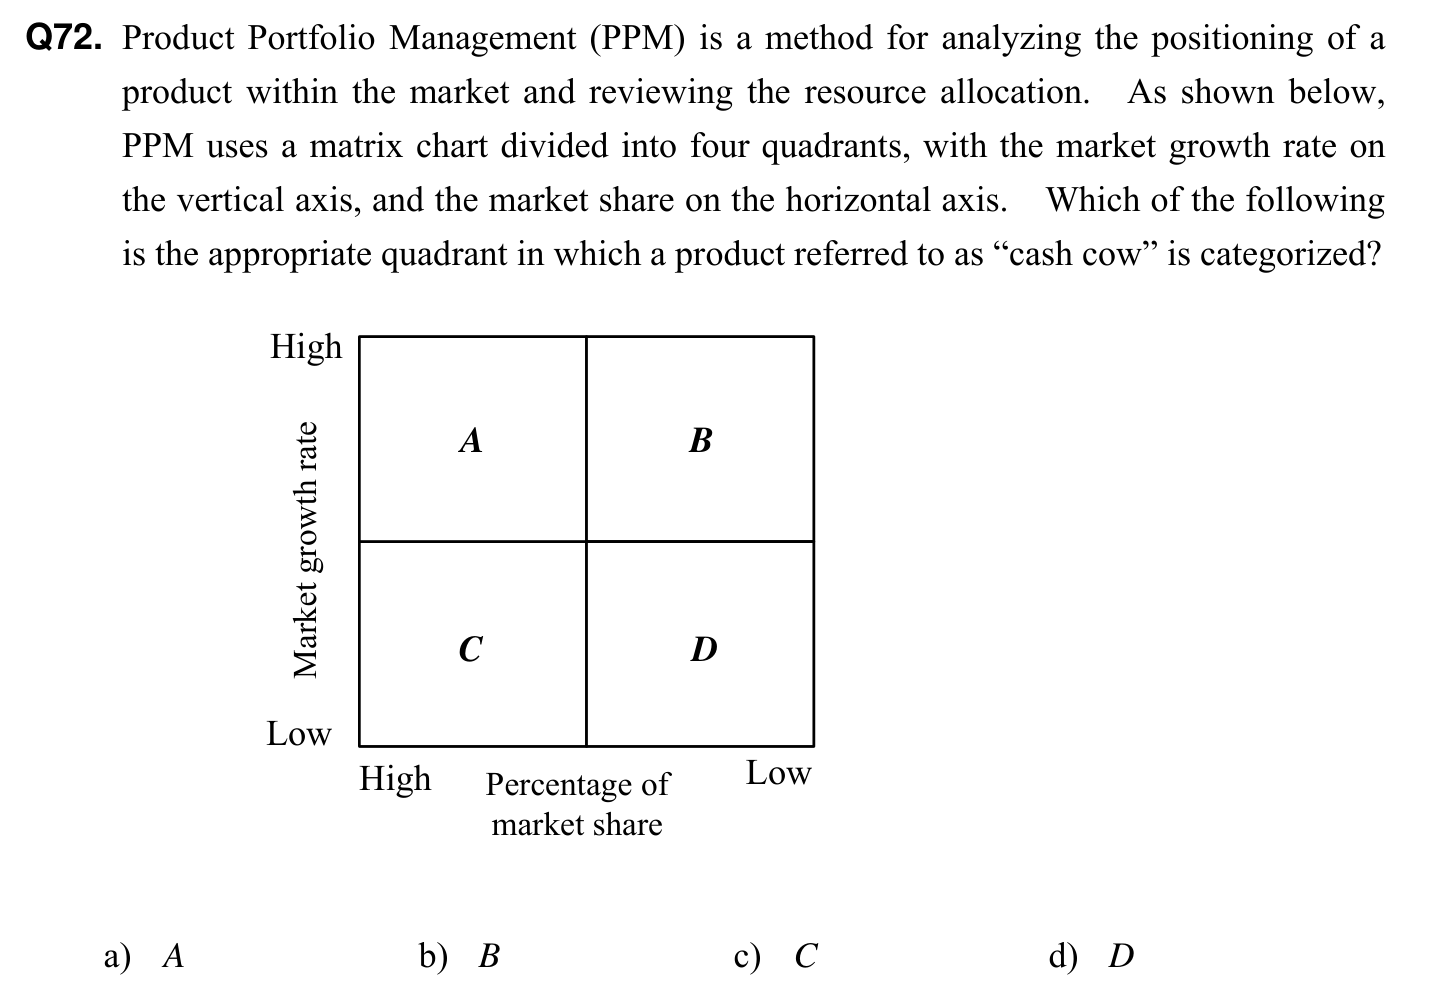 Q72. Product Portfolio Management (PPM) is a method for analyzing the positioning of a
product within the market and reviewing the resource allocation. As shown below,
PPM uses a matrix chart divided into four quadrants, with the market growth rate on
the vertical axis, and the market share on the horizontal axis. Which of the following
is the appropriate quadrant in which a product referred to as “cash cow” is categorized?
High
A B
Market growth rate
C D
Low
High Percentage of Low
market share
a) A b) B c) C d) D